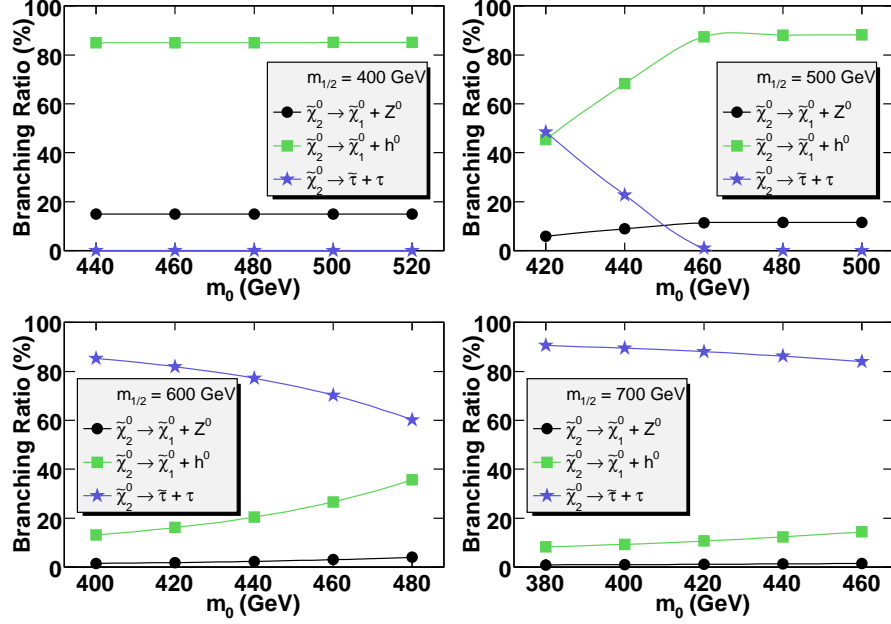 Branching Ratio (%)
100
80
60
40
20
0
m₁/₂ = 400 GeV
χ̃⁰₂ → χ̃⁰₁ + Z⁰
χ̃⁰₂ → χ̃⁰₁ + h⁰
χ̃⁰₂ → τ̃ + τ
440 460 480 500 520
m₀ (GeV)
Branching Ratio (%)
100
80
60
40
20
0
m₁/₂ = 500 GeV
χ̃⁰₂ → χ̃⁰₁ + Z⁰
χ̃⁰₂ → χ̃⁰₁ + h⁰
χ̃⁰₂ → τ̃ + τ
420 440 460 480 500
m₀ (GeV)
Branching Ratio (%)
100
80
60
40
20
0
m₁/₂ = 600 GeV
χ̃⁰₂ → χ̃⁰₁ + Z⁰
χ̃⁰₂ → χ̃⁰₁ + h⁰
χ̃⁰₂ → τ̃ + τ
400 420 440 460 480
m₀ (GeV)
Branching Ratio (%)
100
80
60
40
20
0
m₁/₂ = 700 GeV
χ̃⁰₂ → χ̃⁰₁ + Z⁰
χ̃⁰₂ → χ̃⁰₁ + h⁰
χ̃⁰₂ → τ̃ + τ
380 400 420 440 460
m₀ (GeV)